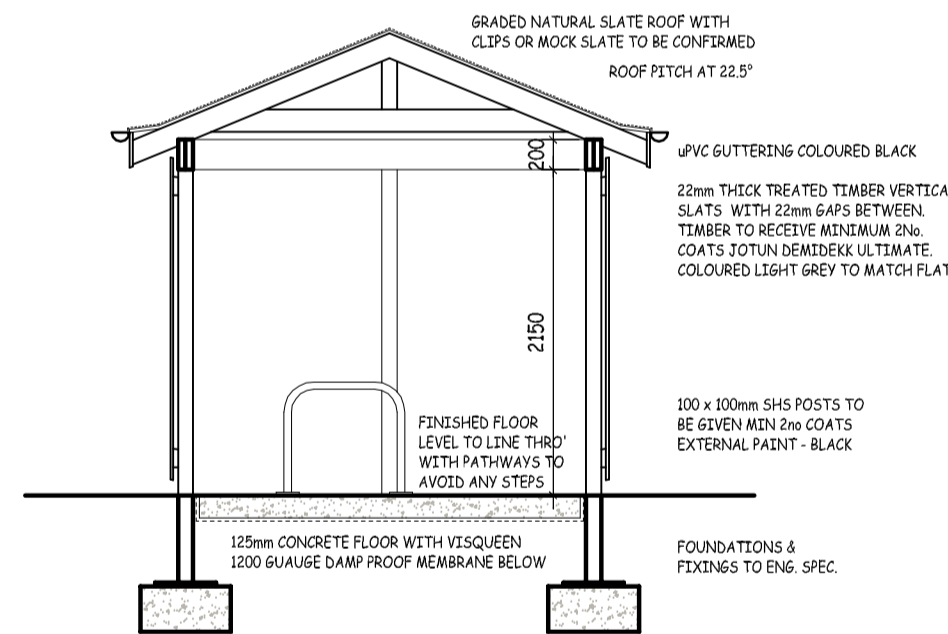 GRADED NATURAL SLATE ROOF WITH
CLIPS OR MOCK SLATE TO BE CONFIRMED
ROOF PITCH AT 22.5°
200
uPVC GUTTERING COLOURED BLACK
22mm THICK TREATED TIMBER VERTICA
SLATS WITH 22mm GAPS BETWEEN.
TIMBER TO RECEIVE MINIMUM 2No.
COATS JOTUN DEMIDEKK ULTIMATE.
COLOURED LIGHT GREY TO MATCH FLAT
2150
100 x 100mm SHS POSTS TO
BE GIVEN MIN 2no COATS
EXTERNAL PAINT - BLACK
FINISHED FLOOR
LEVEL TO LINE THRO'
WITH PATHWAYS TO
AVOID ANY STEPS
125mm CONCRETE FLOOR WITH VISQUEEN
1200 GUAUGE DAMP PROOF MEMBRANE BELOW
FOUNDATIONS &
FIXINGS TO ENG. SPEC.